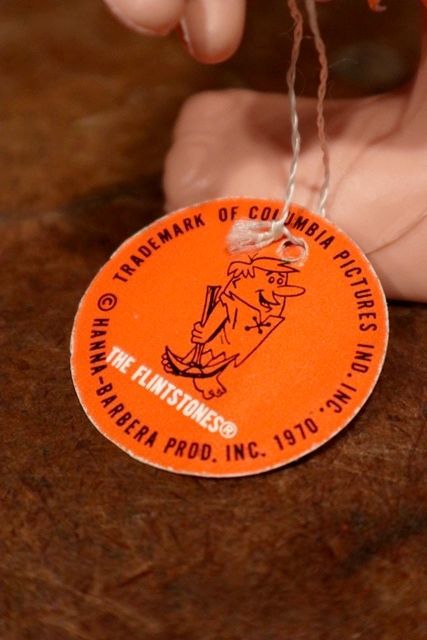 TRADEMARK OF COLUMBIA PICTURES IND. INC.
© HANNA-BARBERA PROD. INC. 1970
THE FLINTSTONES®